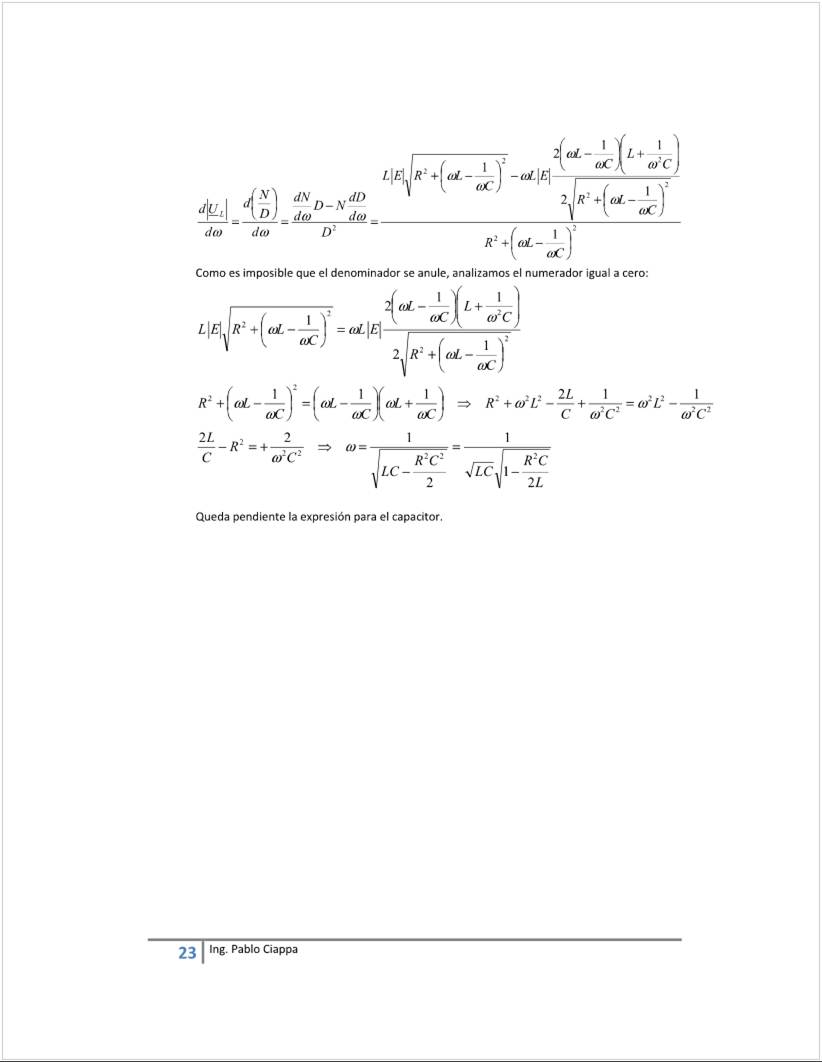 \frac{d|\underline{U}_L|}{d\omega} = \frac{d\left(\frac{N}{D}\right)}{d\omega} = \frac{\frac{dN}{d\omega}D - N\frac{dD}{d\omega}}{D^2} = \frac{L|E|\sqrt{R^2 + \left(\omega L - \frac{1}{\omega C}\right)^2} - \omega L|E|\frac{2\left(\omega L - \frac{1}{\omega C}\right)\left(L + \frac{1}{\omega^2 C}\right)}{2\sqrt{R^2 + \left(\omega L - \frac{1}{\omega C}\right)^2}}}{R^2 + \left(\omega L - \frac{1}{\omega C}\right)^2}
Como es imposible que el denominador se anule, analizamos el numerador igual a cero:
L|E|\sqrt{R^2 + \left(\omega L - \frac{1}{\omega C}\right)^2} = \omega L|E|\frac{2\left(\omega L - \frac{1}{\omega C}\right)\left(L + \frac{1}{\omega^2 C}\right)}{2\sqrt{R^2 + \left(\omega L - \frac{1}{\omega C}\right)^2}}
R^2 + \left(\omega L - \frac{1}{\omega C}\right)^2 = \left(\omega L - \frac{1}{\omega C}\right)\left(\omega L + \frac{1}{\omega C}\right) \Rightarrow R^2 + \omega^2 L^2 - \frac{2L}{C} + \frac{1}{\omega^2 C^2} = \omega^2 L^2 - \frac{1}{\omega^2 C^2}
\frac{2L}{C} - R^2 = +\frac{2}{\omega^2 C^2} \Rightarrow \omega = \frac{1}{\sqrt{LC - \frac{R^2 C^2}{2}}} = \frac{1}{\sqrt{LC}\sqrt{1 - \frac{R^2 C}{2L}}}
Queda pendiente la expresión para el capacitor.
23 Ing. Pablo Ciappa